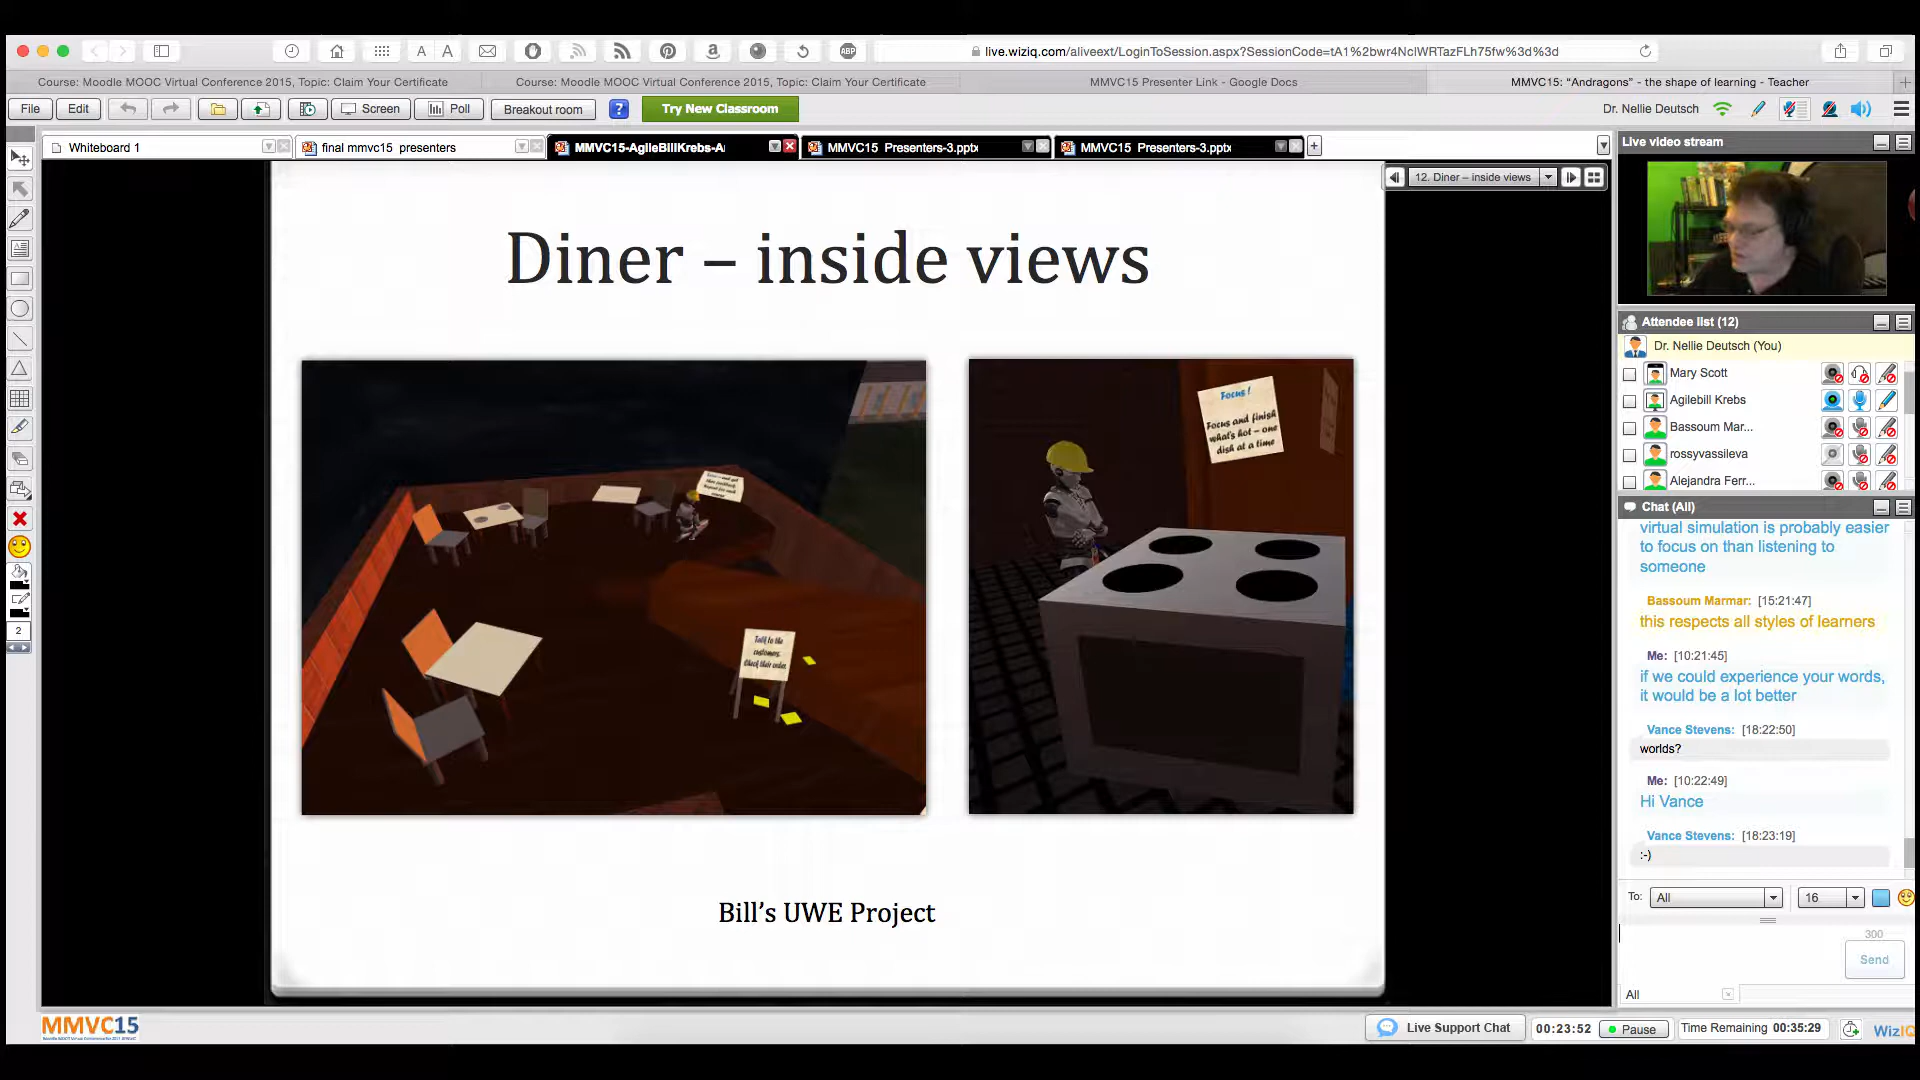 live.wiziq.com/aliveext/LoginToSession.aspx?SessionCode=tA1%2bwr4NclWRTazFLh75fw%3d%3d
Course: Moodle MOOC Virtual Conference 2015, Topic: Claim Your Certificate
Course: Moodle MOOC Virtual Conference 2015, Topic: Claim Your Certificate
MMVC15 Presenter Link - Google Docs
MMVC15: “Andragons” - the shape of learning - Teacher
File Edit Screen Poll Breakout room ? Try New Classroom
Dr. Nellie Deutsch
Whiteboard 1
final mmvc15 presenters
MMVC15-AgileBillKrebs-A
MMVC15 Presenters-3.pptx
MMVC15 Presenters-3.pptx
12. Diner – inside views
Diner – inside views
Talk to the
customers.
Check their order.
Focus !
Focus and finish
what's hot – one
dish at a time
Bill’s UWE Project
2
Live video stream
Attendee list (12)
Dr. Nellie Deutsch (You)
Mary Scott
Agilebill Krebs
Bassoum Mar...
rossyvassileva
Alejandra Ferr...
Chat (All)
virtual simulation is probably easier
to focus on than listening to
someone
Bassoum Marmar: [15:21:47]
this respects all styles of learners
Me: [10:21:45]
if we could experience your words,
it would be a lot better
Vance Stevens: [18:22:50]
worlds?
Me: [10:22:49]
Hi Vance
Vance Stevens: [18:23:19]
:-)
To: All 16
300
Send
All
MMVC15
Live Support Chat
00:23:52 Pause
Time Remaining 00:35:29
WizI